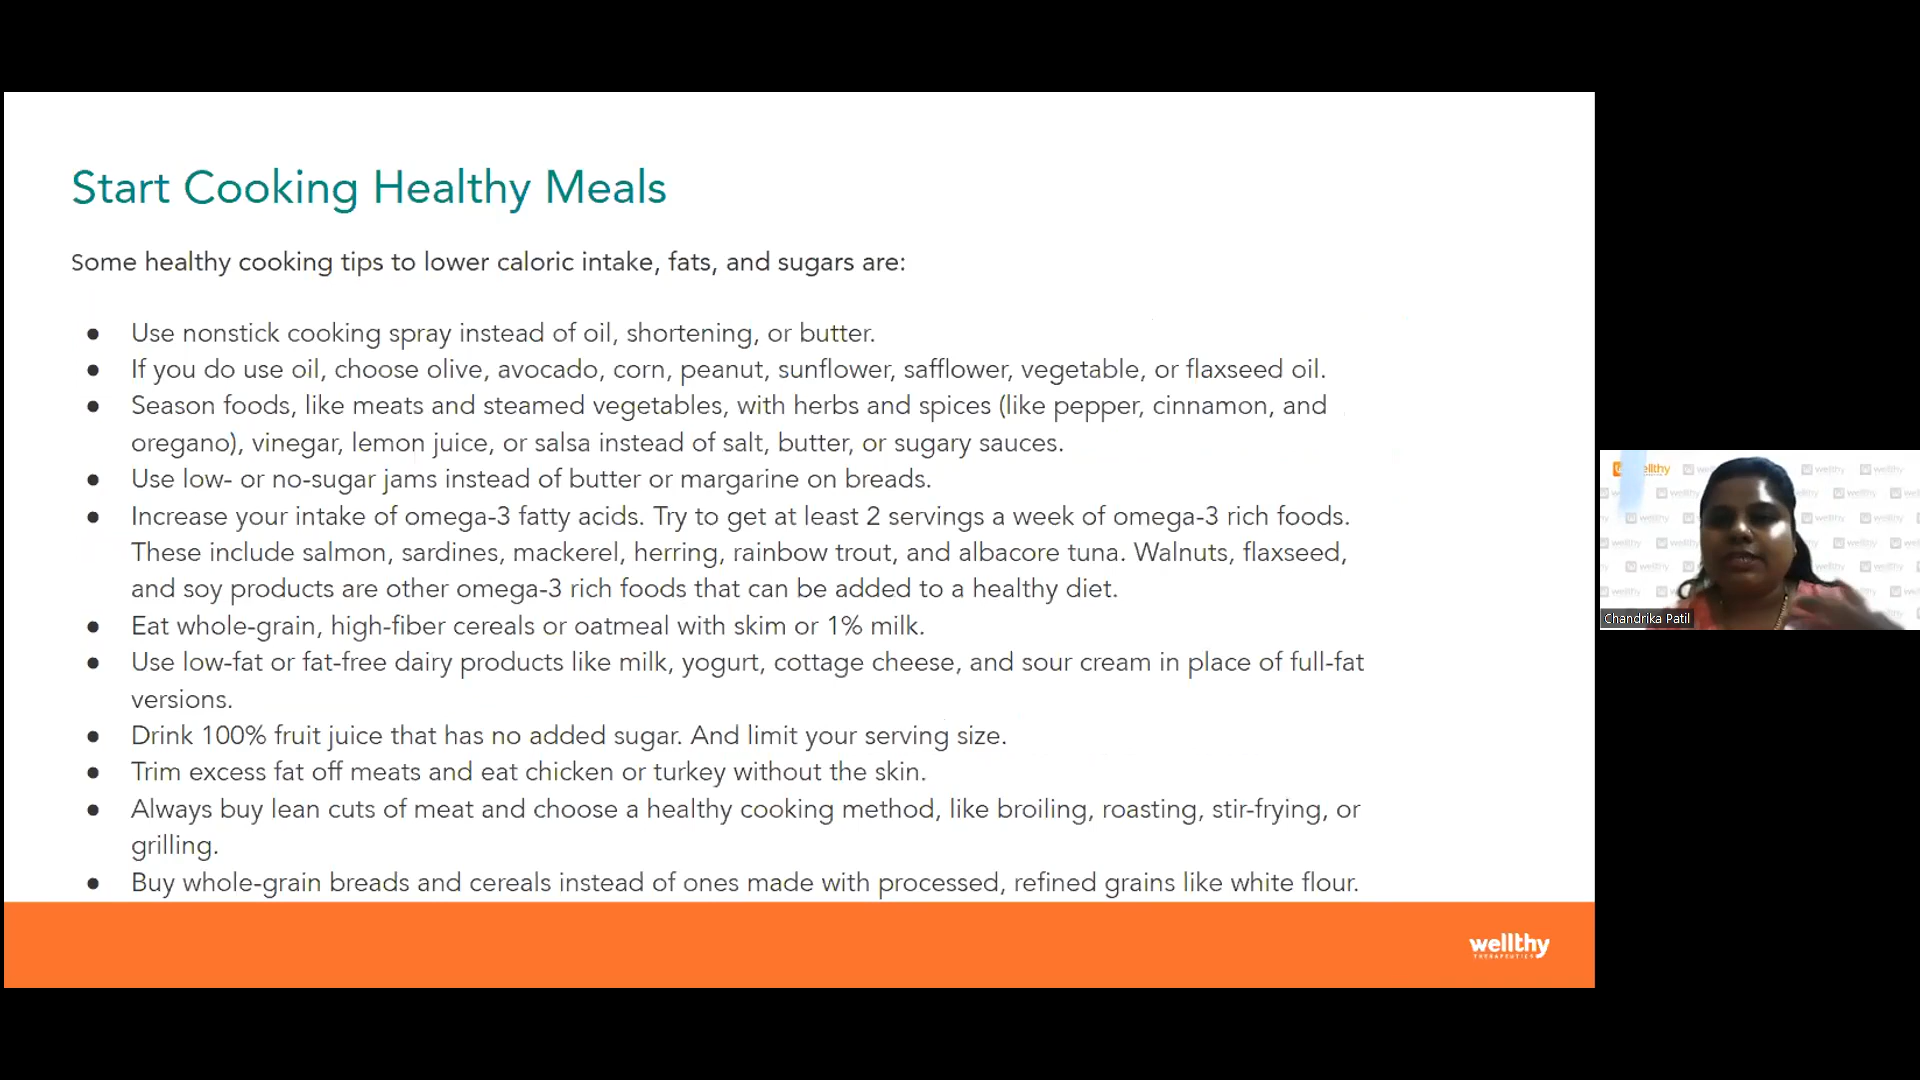 Start Cooking Healthy Meals
Some healthy cooking tips to lower caloric intake, fats, and sugars are:
● Use nonstick cooking spray instead of oil, shortening, or butter.
● If you do use oil, choose olive, avocado, corn, peanut, sunflower, safflower, vegetable, or flaxseed oil.
● Season foods, like meats and steamed vegetables, with herbs and spices (like pepper, cinnamon, and
oregano), vinegar, lemon juice, or salsa instead of salt, butter, or sugary sauces.
● Use low- or no-sugar jams instead of butter or margarine on breads.
● Increase your intake of omega-3 fatty acids. Try to get at least 2 servings a week of omega-3 rich foods.
These include salmon, sardines, mackerel, herring, rainbow trout, and albacore tuna. Walnuts, flaxseed,
and soy products are other omega-3 rich foods that can be added to a healthy diet.
● Eat whole-grain, high-fiber cereals or oatmeal with skim or 1% milk.
● Use low-fat or fat-free dairy products like milk, yogurt, cottage cheese, and sour cream in place of full-fat
versions.
● Drink 100% fruit juice that has no added sugar. And limit your serving size.
● Trim excess fat off meats and eat chicken or turkey without the skin.
● Always buy lean cuts of meat and choose a healthy cooking method, like broiling, roasting, stir-frying, or
grilling.
● Buy whole-grain breads and cereals instead of ones made with processed, refined grains like white flour.
wellthy
THERAPEUTICS
Chandrika Patil